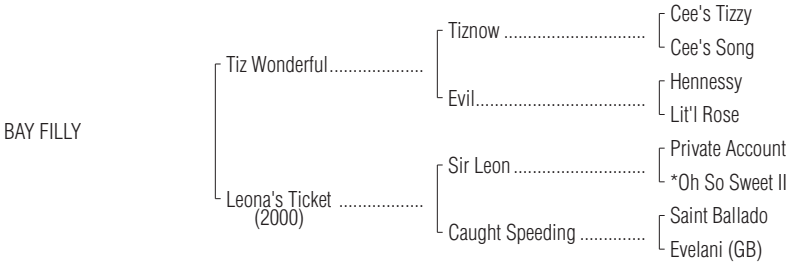 Cee's Tizzy
Tiznow ..............................
Cee's Song
Tiz Wonderful....................
Hennessy
Evil....................................
Lit'l Rose
BAY FILLY
Private Account
Sir Leon ............................
*Oh So Sweet II
Leona's Ticket ..................
(2000)
Saint Ballado
Caught Speeding ..............
Evelani (GB)